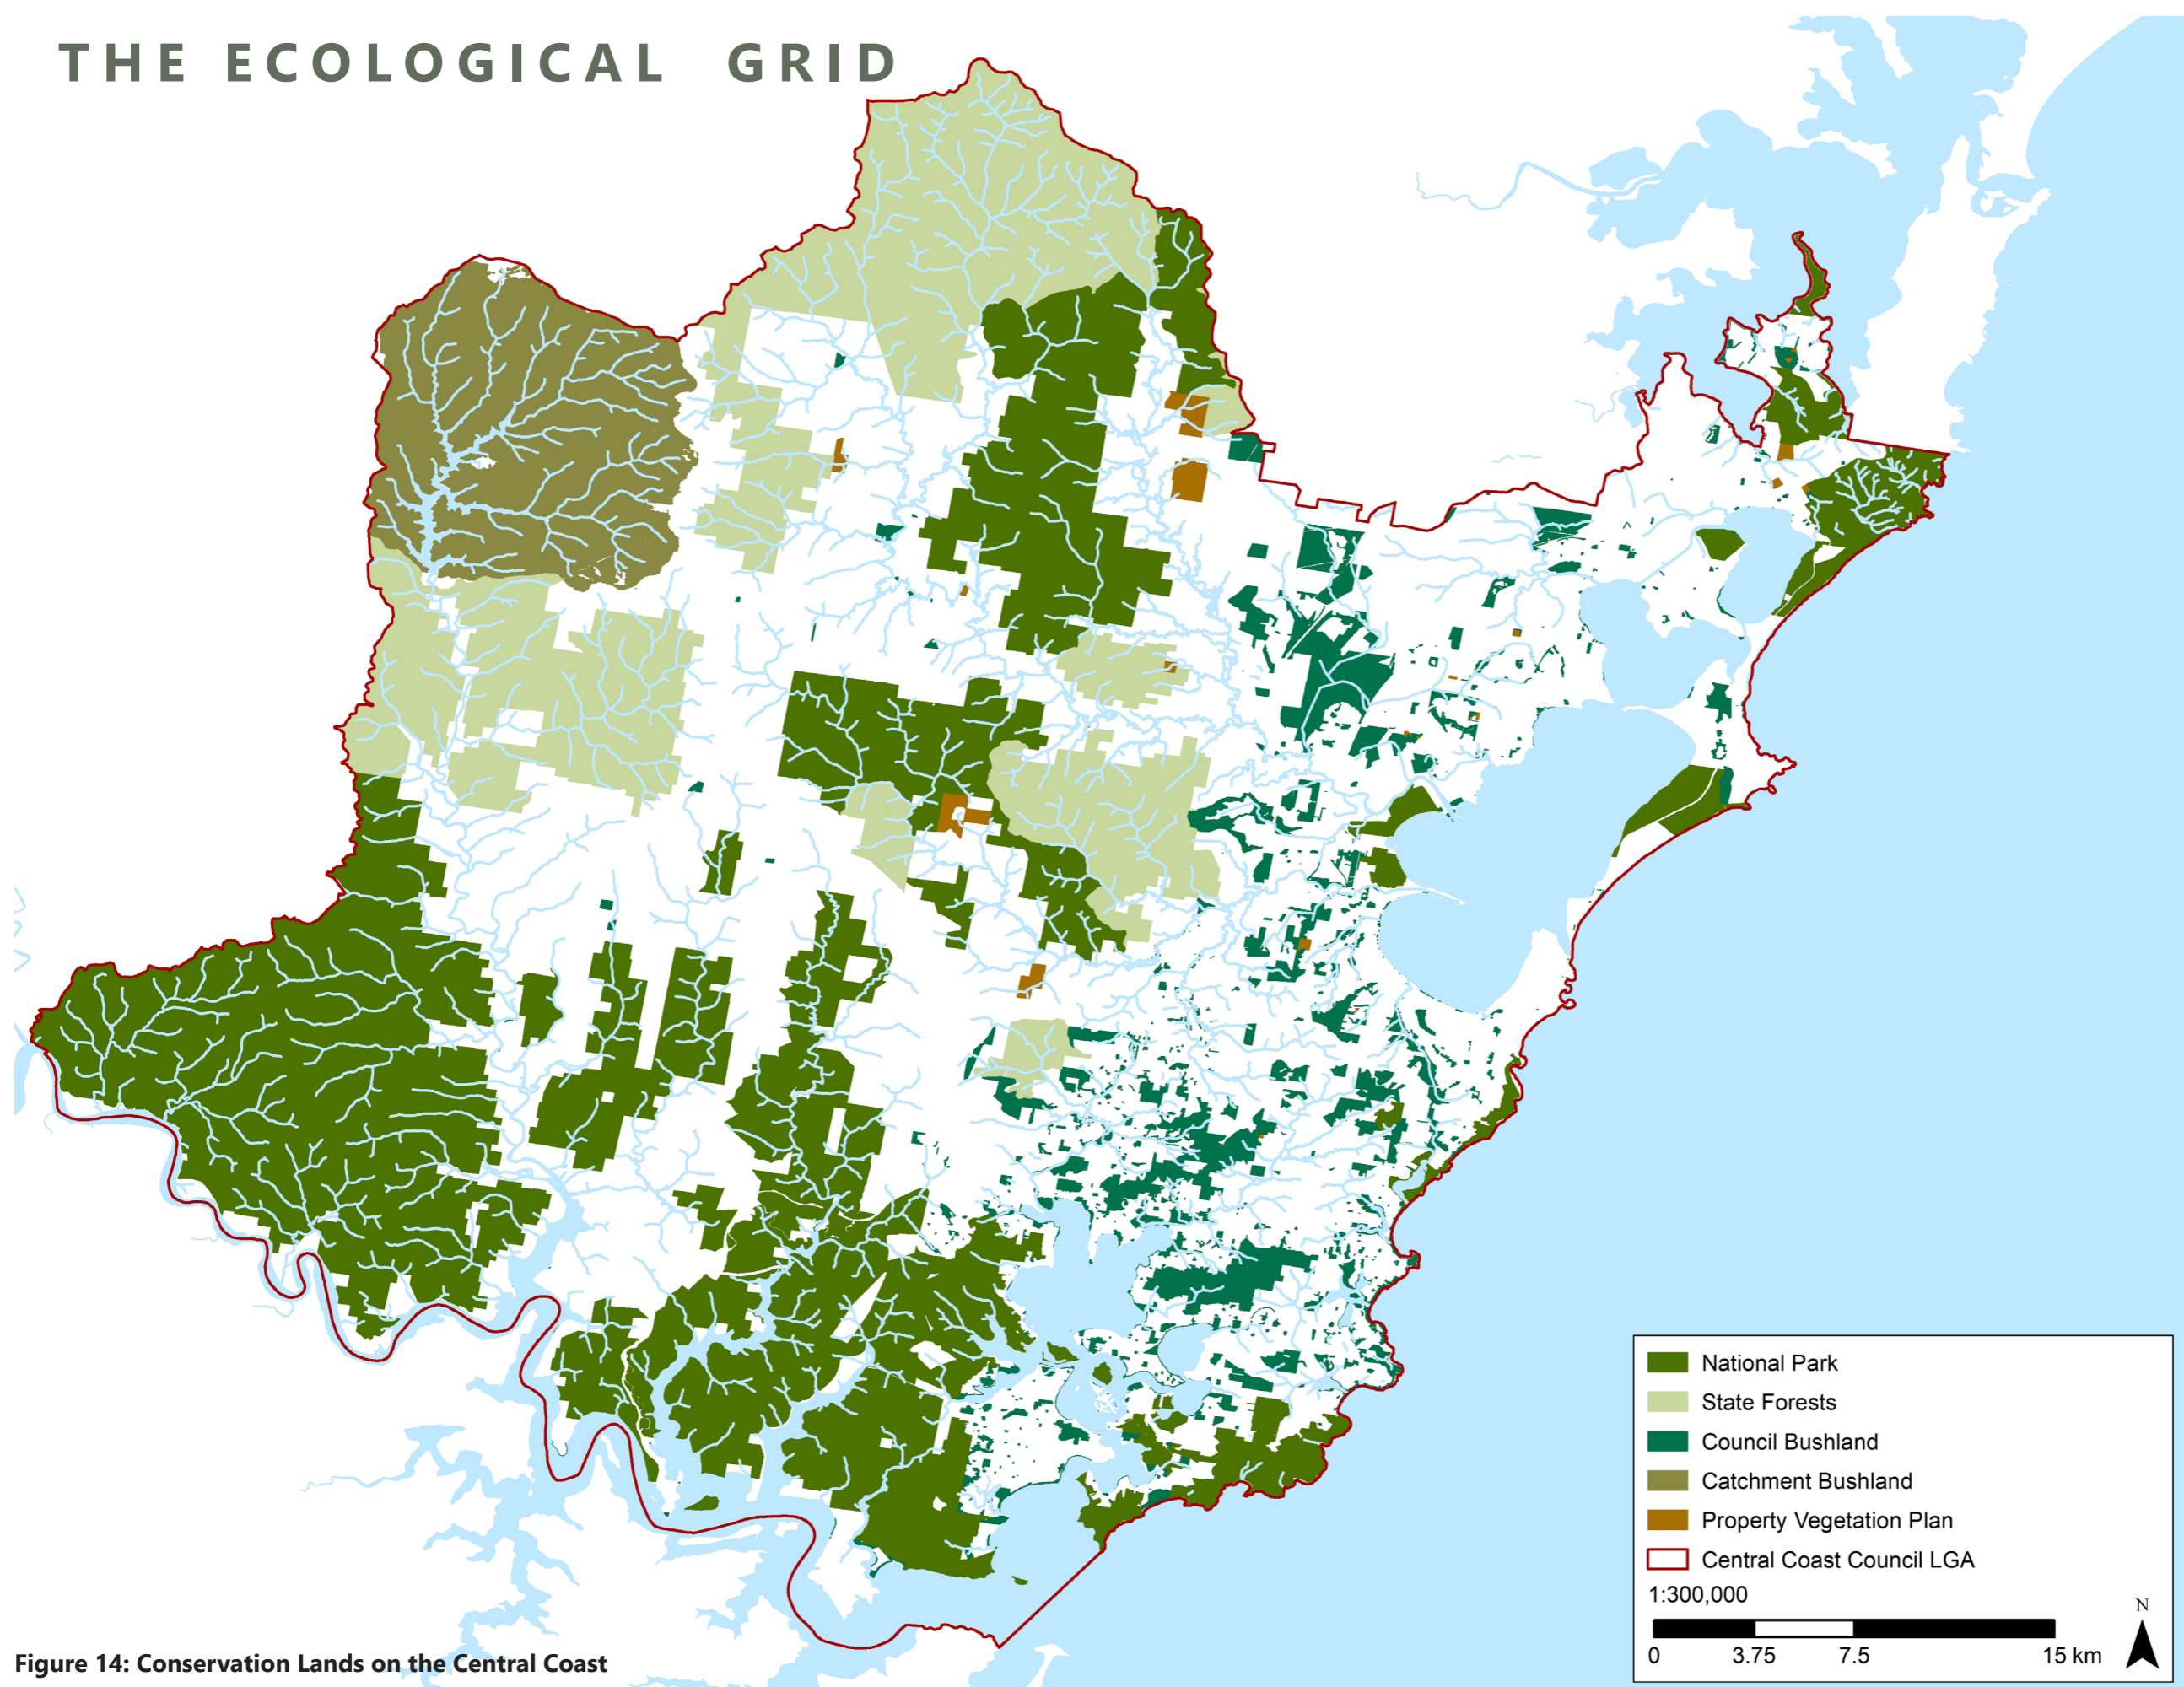 THE ECOLOGICAL GRID
National Park
State Forests
Council Bushland
Catchment Bushland
Property Vegetation Plan
Central Coast Council LGA
1:300,000
N
0 3.75 7.5 15 km
Figure 14: Conservation Lands on the Central Coast